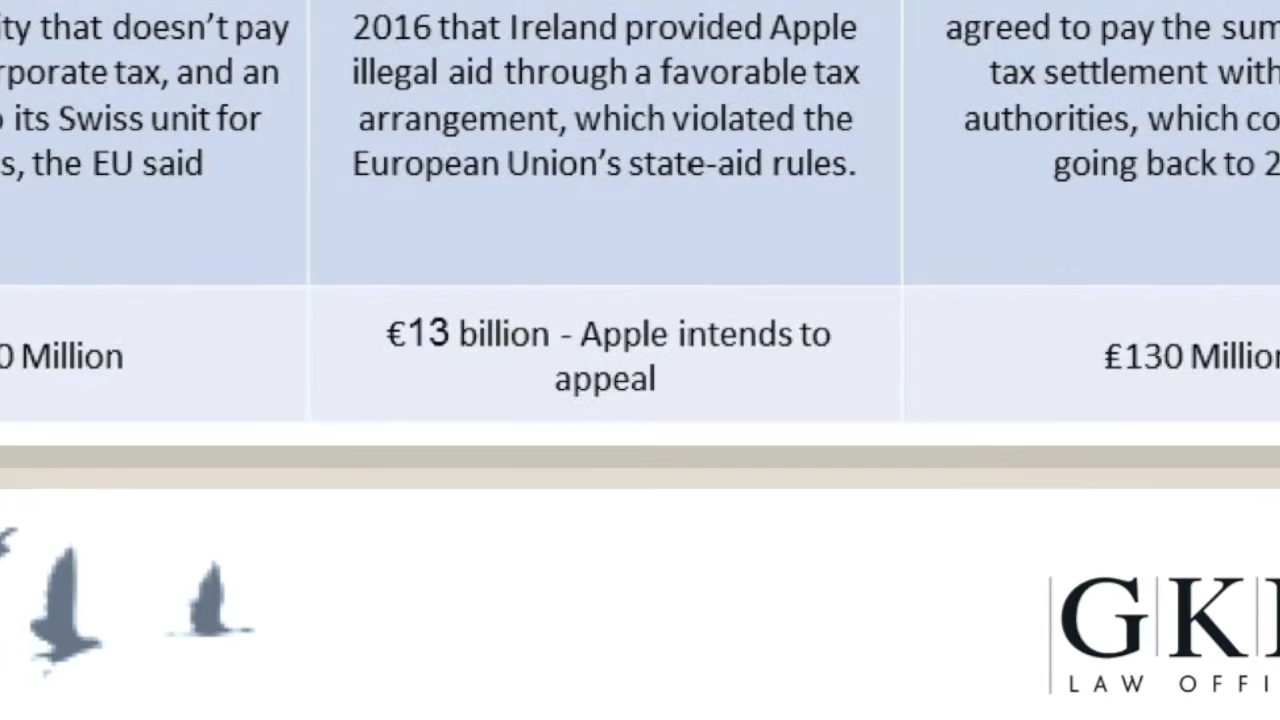 ity that doesn't pay
rporate tax, and an
o its Swiss unit for
s, the EU said
2016 that Ireland provided Apple
illegal aid through a favorable tax
arrangement, which violated the
European Union's state-aid rules.
agreed to pay the sum
tax settlement with
authorities, which co
going back to 2
0 Million
€13 billion - Apple intends to
appeal
₤130 Million
GK
LAW OFFI